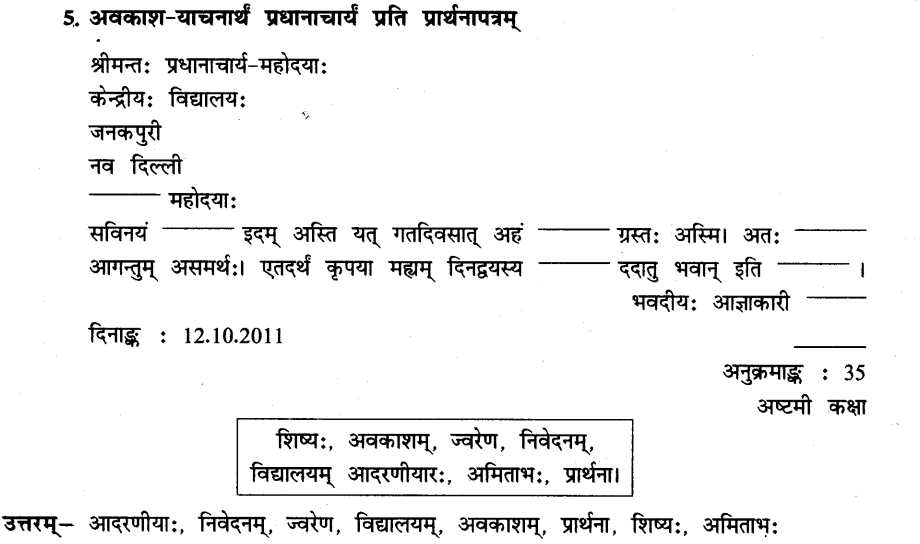 5. अवकाश-याचनार्थं प्रधानाचार्यं प्रति प्रार्थनापत्रम्
श्रीमन्तः प्रधानाचार्य-महोदयाः
केन्द्रीयः विद्यालयः
जनकपुरी
नव दिल्ली
——— महोदयाः
सविनयं ——— इदम् अस्ति यत् गतदिवसात् अहं ——— ग्रस्तः अस्मि। अतः ———
आगन्तुम् असमर्थः। एतदर्थं कृपया मह्यम् दिनद्वयस्य ——— ददातु भवान् इति ——— ।
भवदीयः आज्ञाकारी ———
दिनाङ्क : 12.10.2011
———
अनुक्रमाङ्क : 35
अष्टमी कक्षा
शिष्यः, अवकाशम्, ज्वरेण, निवेदनम्,
विद्यालयम् आदरणीयारः, अमिताभः, प्रार्थना।
उत्तरम्– आदरणीयाः, निवेदनम्, ज्वरेण, विद्यालयम्, अवकाशम्, प्रार्थना, शिष्यः, अमिताभः